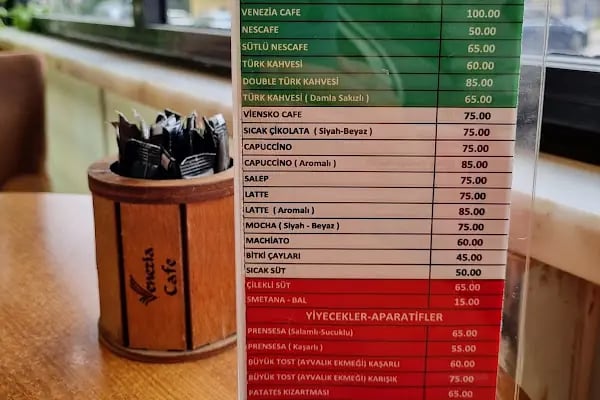 VENEZİA CAFE 100.00
NESCAFE 50.00
SÜTLÜ NESCAFE 65.00
TÜRK KAHVESİ 60.00
DOUBLE TÜRK KAHVESİ 85.00
TÜRK KAHVESİ ( Damla Sakızlı ) 65.00
VİENSKO CAFE 75.00
SICAK ÇİKOLATA ( Siyah-Beyaz ) 75.00
CAPUCCİNO 75.00
CAPUCCİNO ( Aromalı ) 85.00
SALEP 75.00
LATTE 75.00
LATTE ( Aromalı ) 85.00
MOCHA ( Siyah - Beyaz ) 75.00
MACHİATO 60.00
BİTKİ ÇAYLARI 45.00
SICAK SÜT 50.00
ÇİLEKLİ SÜT 65.00
SMETANA - BAL 15.00
YİYECEKLER-APARATİFLER
PRENSESA (Salamlı-Sucuklu) 65.00
PRENSESA ( Kaşarlı ) 55.00
BÜYÜK TOST (AYVALIK EKMEĞİ) KAŞARLI 60.00
BÜYÜK TOST (AYVALIK EKMEĞİ) KARIŞIK 75.00
PATATES KIZARTMASI 65.00
Venezia
Cafe